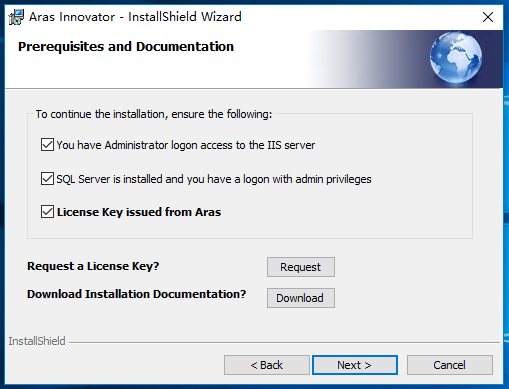 Aras Innovator - InstallShield Wizard
Prerequisites and Documentation
To continue the installation, ensure the following:
You have Administrator logon access to the IIS server
SQL Server is installed and you have a logon with admin privileges
License Key issued from Aras
Request a License Key?
Request
Download Installation Documentation?
Download
InstallShield
< Back
Next >
Cancel